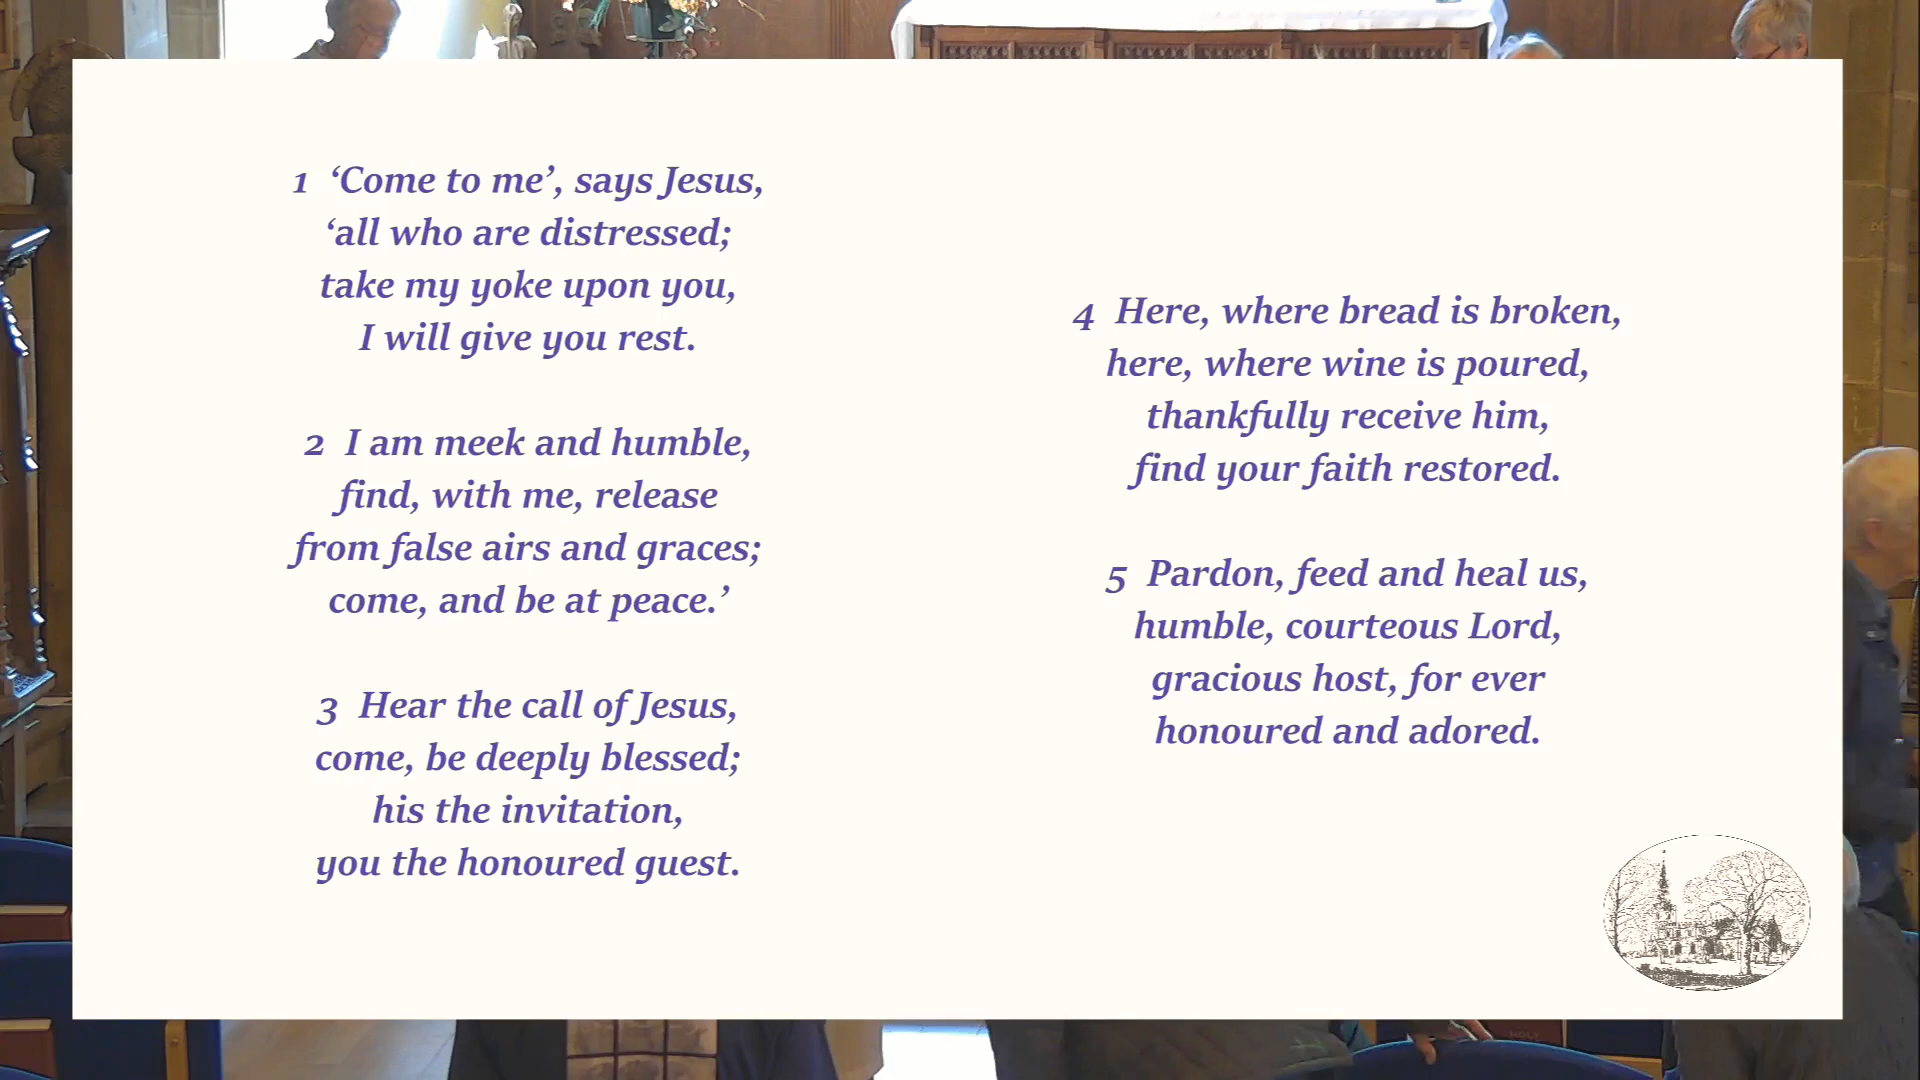 1 ‘Come to me’, says Jesus,
‘all who are distressed;
take my yoke upon you,
I will give you rest.
2 I am meek and humble,
find, with me, release
from false airs and graces;
come, and be at peace.’
3 Hear the call of Jesus,
come, be deeply blessed;
his the invitation,
you the honoured guest.
4 Here, where bread is broken,
here, where wine is poured,
thankfully receive him,
find your faith restored.
5 Pardon, feed and heal us,
humble, courteous Lord,
gracious host, for ever
honoured and adored.
HOLY